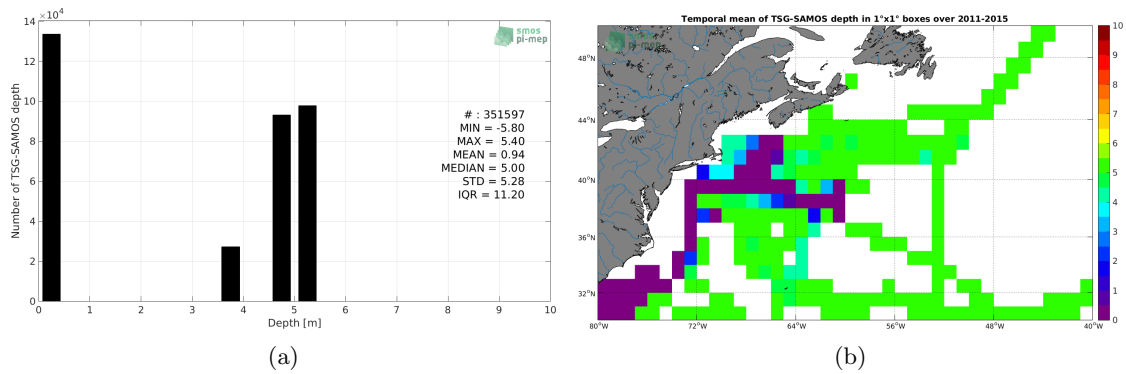 ×10⁴
14
12
10
8
6
4
2
0
Number of TSG-SAMOS depth
smos
pi-mep
# : 351597
MIN = -5.80
MAX = 5.40
MEAN = 0.94
MEDIAN = 5.00
STD = 5.28
IQR = 11.20
0 1 2 3 4 5 6 7 8 9 10
Depth [m]
(a)
Temporal mean of TSG-SAMOS depth in 1°x1° boxes over 2011-2015
smos
pi-mep
48°N
44°N
40°N
36°N
32°N
80°W 72°W 64°W 56°W 48°W 40°W
10
9
8
7
6
5
4
3
2
1
0
(b)